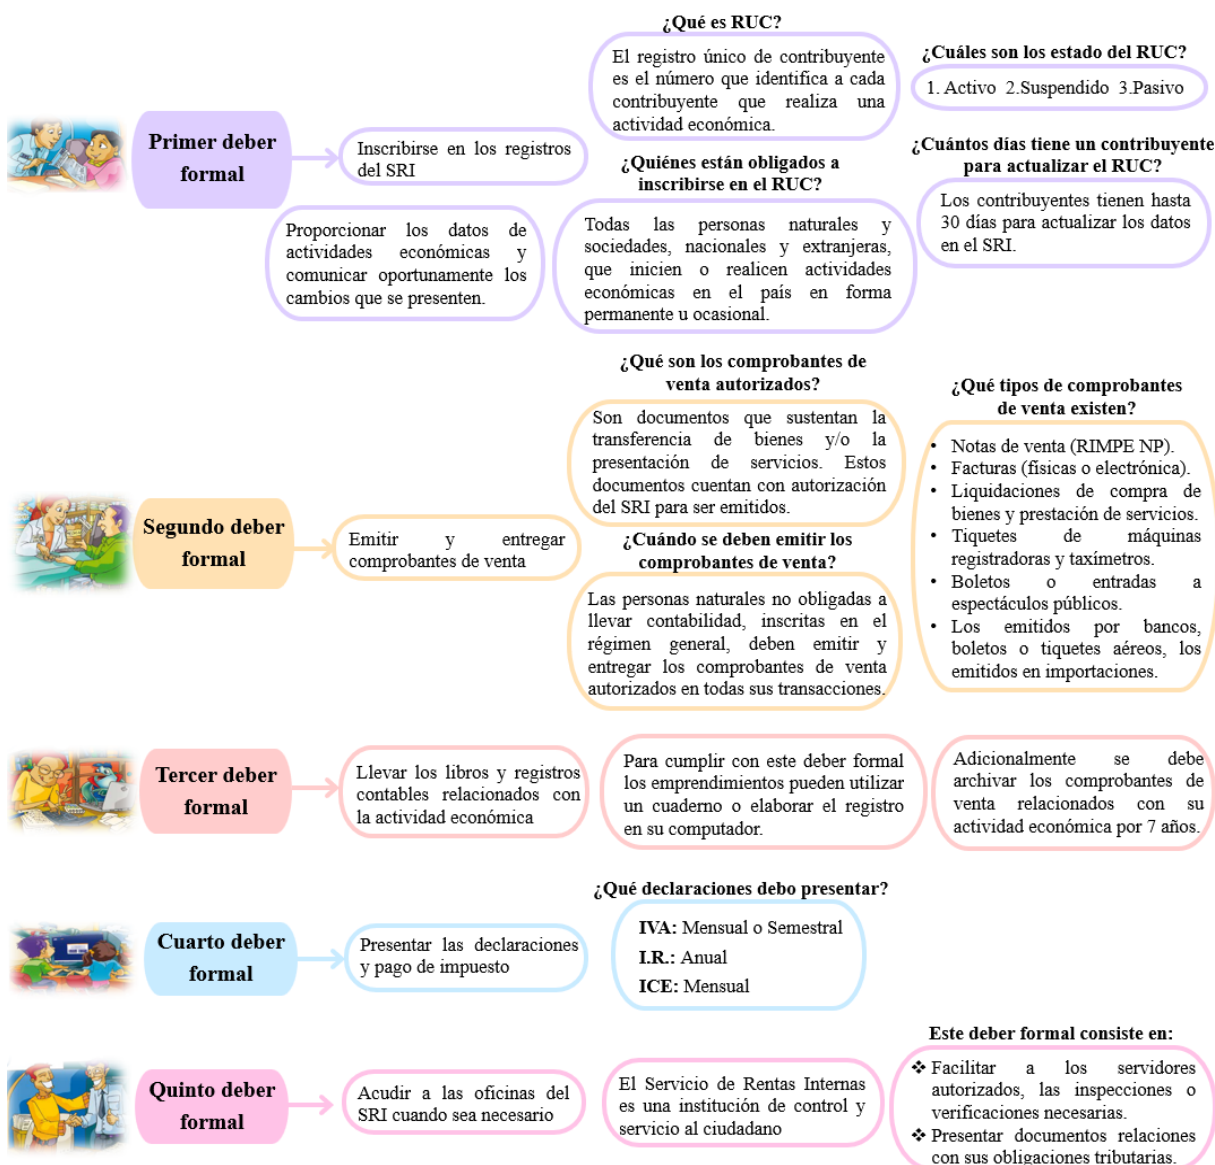 Primer deber
formal
Inscribirse en los registros
del SRI
Proporcionar los datos de
actividades económicas y
comunicar oportunamente los
cambios que se presenten.
¿Qué es RUC?
El registro único de contribuyente
es el número que identifica a cada
contribuyente que realiza una
actividad económica.
¿Quiénes están obligados a
inscribirse en el RUC?
Todas las personas naturales y
sociedades, nacionales y extranjeras,
que inicien o realicen actividades
económicas en el país en forma
permanente u ocasional.
¿Cuáles son los estado del RUC?
1. Activo 2.Suspendido 3.Pasivo
¿Cuántos días tiene un contribuyente
para actualizar el RUC?
Los contribuyentes tienen hasta
30 días para actualizar los datos
en el SRI.
Segundo deber
formal
Emitir y entregar
comprobantes de venta
¿Qué son los comprobantes de
venta autorizados?
Son documentos que sustentan la
transferencia de bienes y/o la
presentación de servicios. Estos
documentos cuentan con autorización
del SRI para ser emitidos.
¿Cuándo se deben emitir los
comprobantes de venta?
Las personas naturales no obligadas a
llevar contabilidad, inscritas en el
régimen general, deben emitir y
entregar los comprobantes de venta
autorizados en todas sus transacciones.
¿Qué tipos de comprobantes
de venta existen?
• Notas de venta (RIMPE NP).
• Facturas (físicas o electrónica).
• Liquidaciones de compra de
bienes y prestación de servicios.
• Tiquetes de máquinas
registradoras y taxímetros.
• Boletos o entradas a
espectáculos públicos.
• Los emitidos por bancos,
boletos o tiquetes aéreos, los
emitidos en importaciones.
Tercer deber
formal
Llevar los libros y registros
contables relacionados con
la actividad económica
Para cumplir con este deber formal
los emprendimientos pueden utilizar
un cuaderno o elaborar el registro
en su computador.
Adicionalmente se debe
archivar los comprobantes de
venta relacionados con su
actividad económica por 7 años.
Cuarto deber
formal
Presentar las declaraciones
y pago de impuesto
¿Qué declaraciones debo presentar?
IVA: Mensual o Semestral
I.R.: Anual
ICE: Mensual
Quinto deber
formal
Acudir a las oficinas del
SRI cuando sea necesario
El Servicio de Rentas Internas
es una institución de control y
servicio al ciudadano
Este deber formal consiste en:
❖ Facilitar a los servidores
autorizados, las inspecciones o
verificaciones necesarias.
❖ Presentar documentos relaciones
con sus obligaciones tributarias.